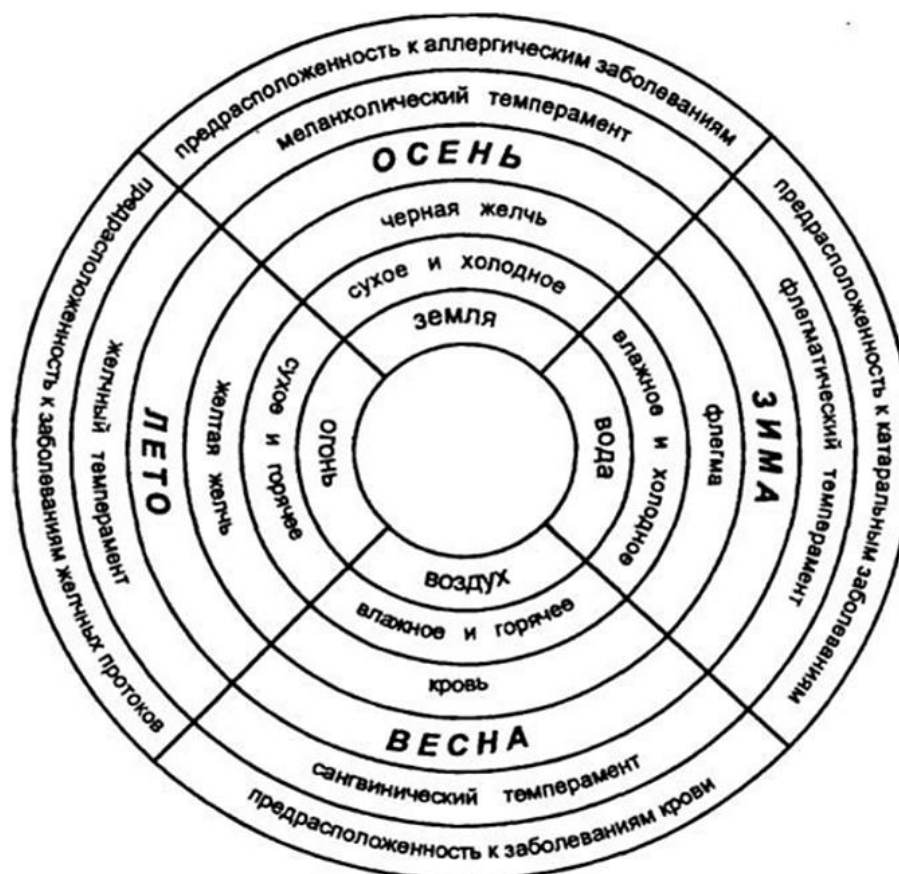 предрасположенность к аллергическим заболеваниям
меланхолический темперамент
ОСЕНЬ
черная желчь
сухое и холодное
земля
предрасположенность к катаральным заболеваниям
флегматический темперамент
ЗИМА
флегма
влажное и холодное
вода
воздух
влажное и горячее
кровь
ВЕСНА
сангвинический темперамент
предрасположенность к заболеваниям крови
предрасположенность к заболеваниям желчных протоков
желчный темперамент
ЛЕТО
желтая желчь
сухое и горячее
огонь